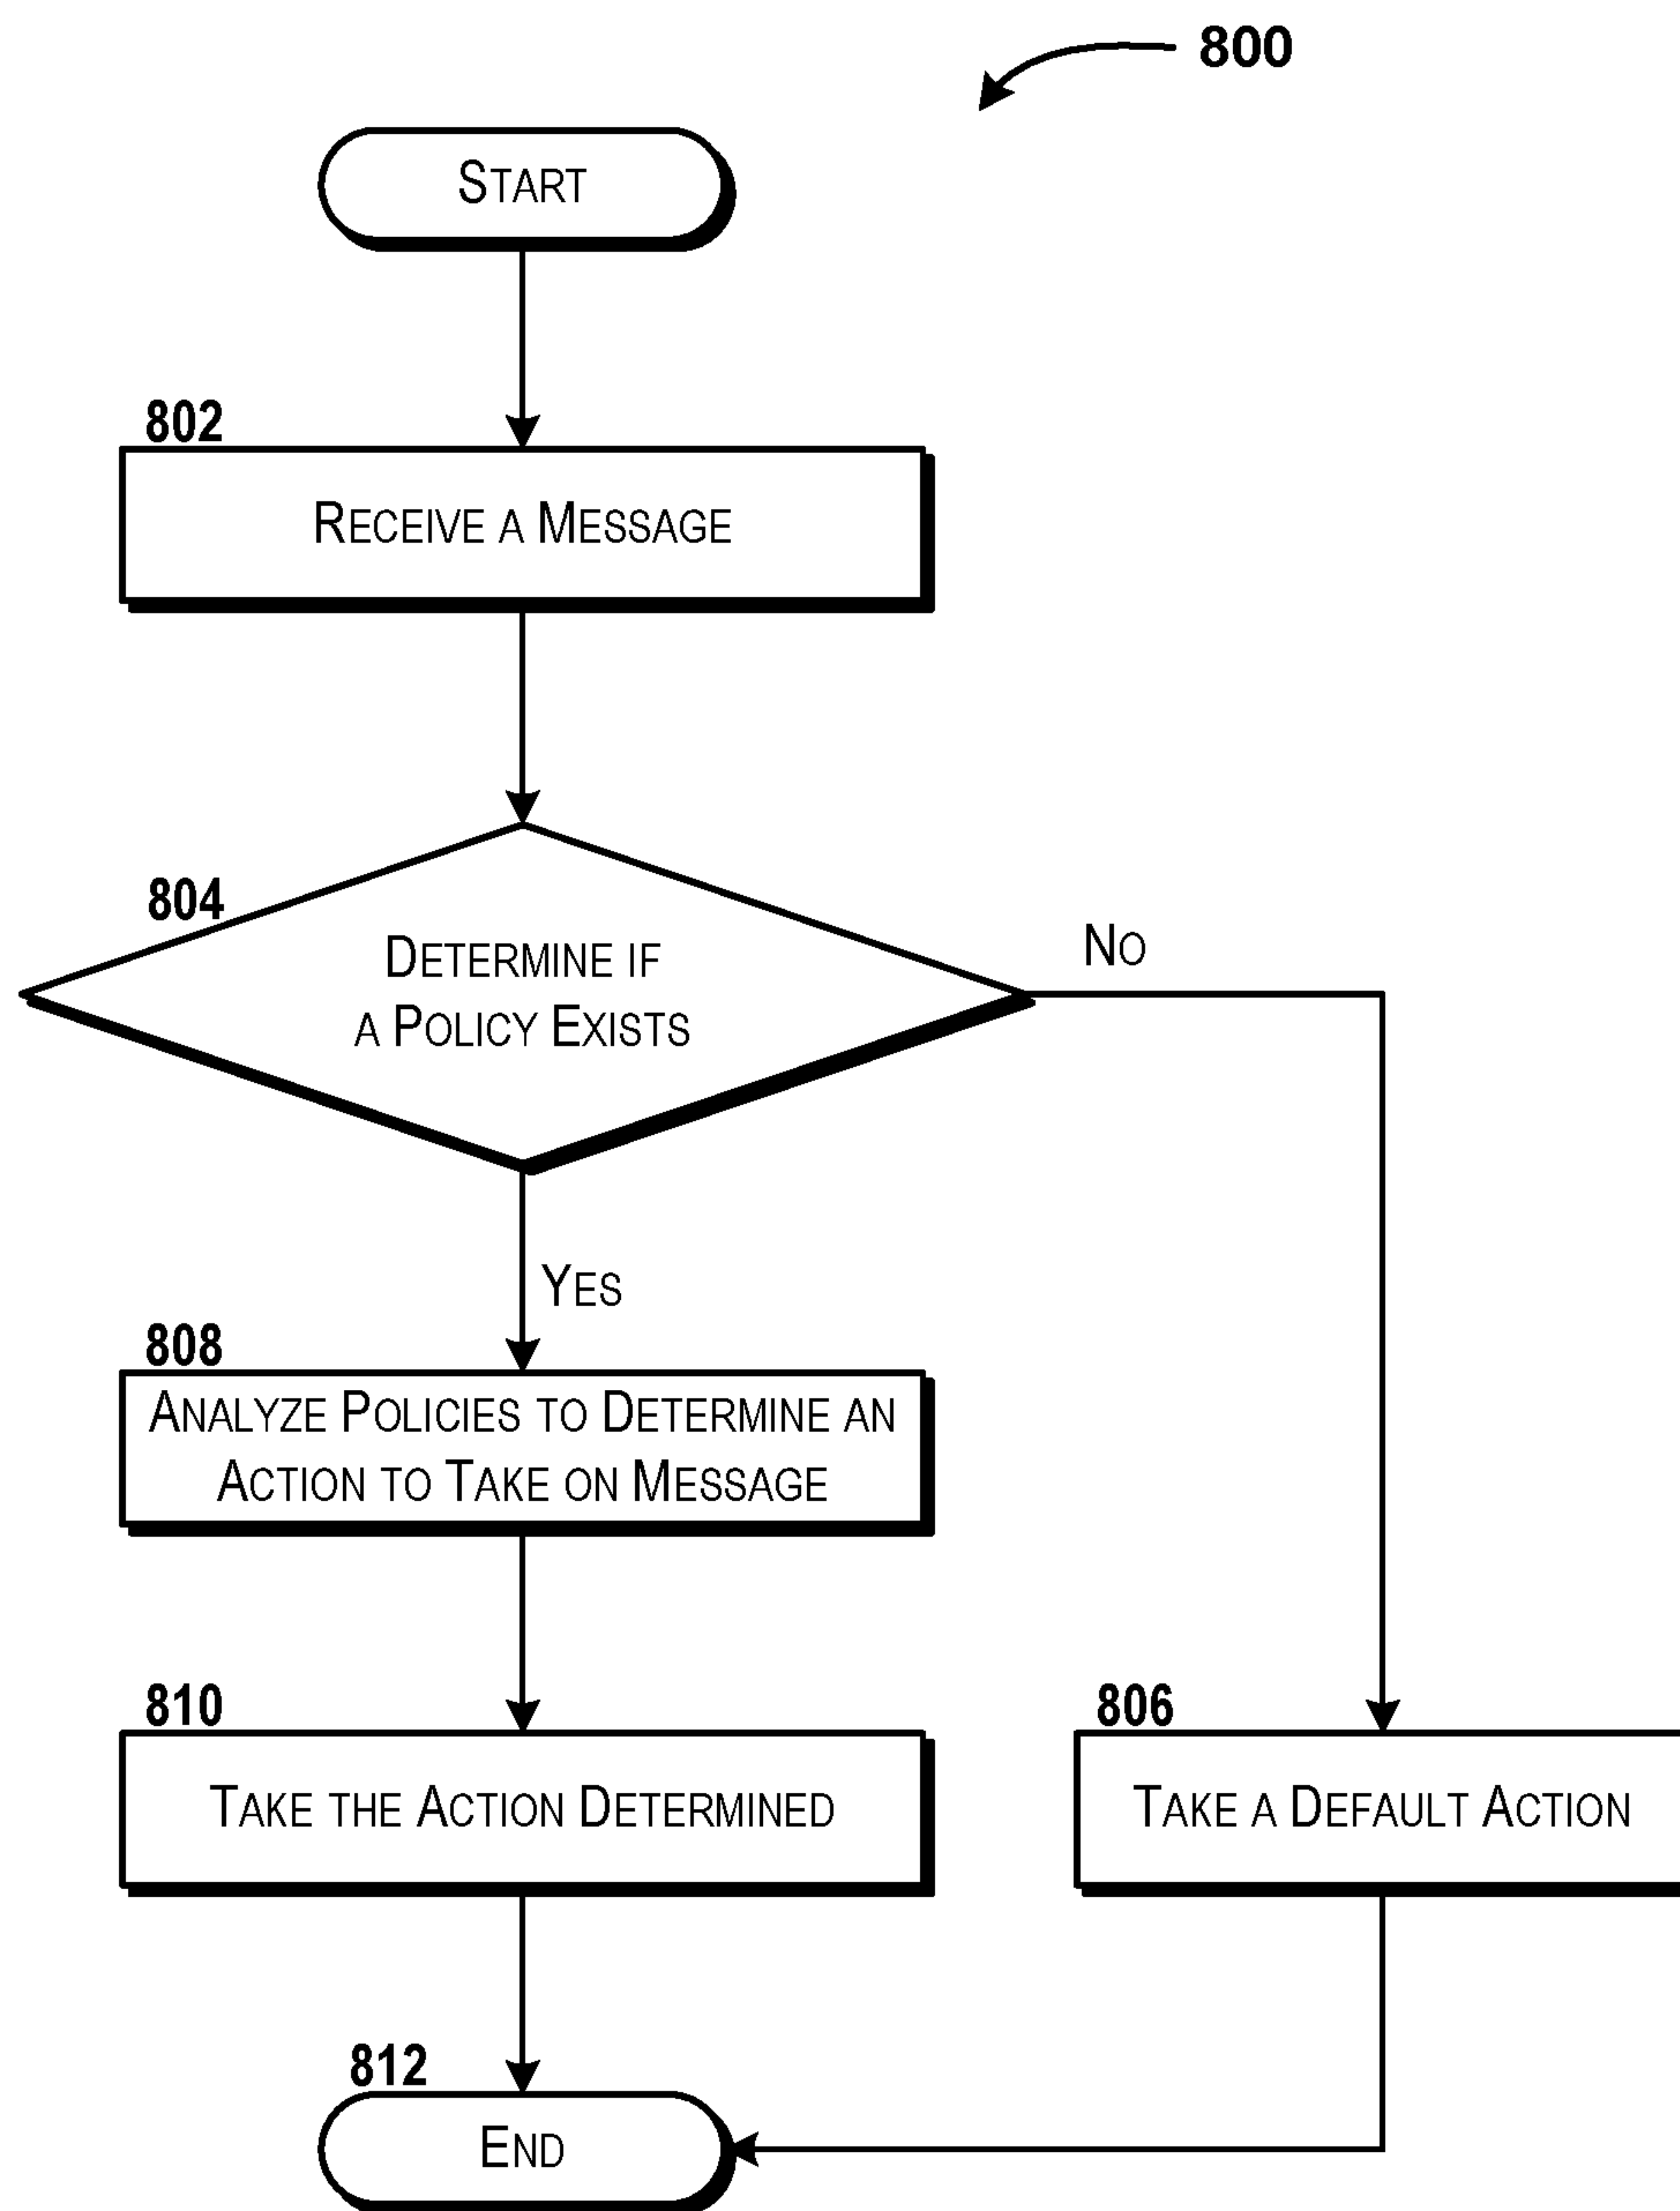 800
START
802
RECEIVE A MESSAGE
804
DETERMINE IF
A POLICY EXISTS
NO
YES
808
ANALYZE POLICIES TO DETERMINE AN
ACTION TO TAKE ON MESSAGE
810
TAKE THE ACTION DETERMINED
806
TAKE A DEFAULT ACTION
812
END